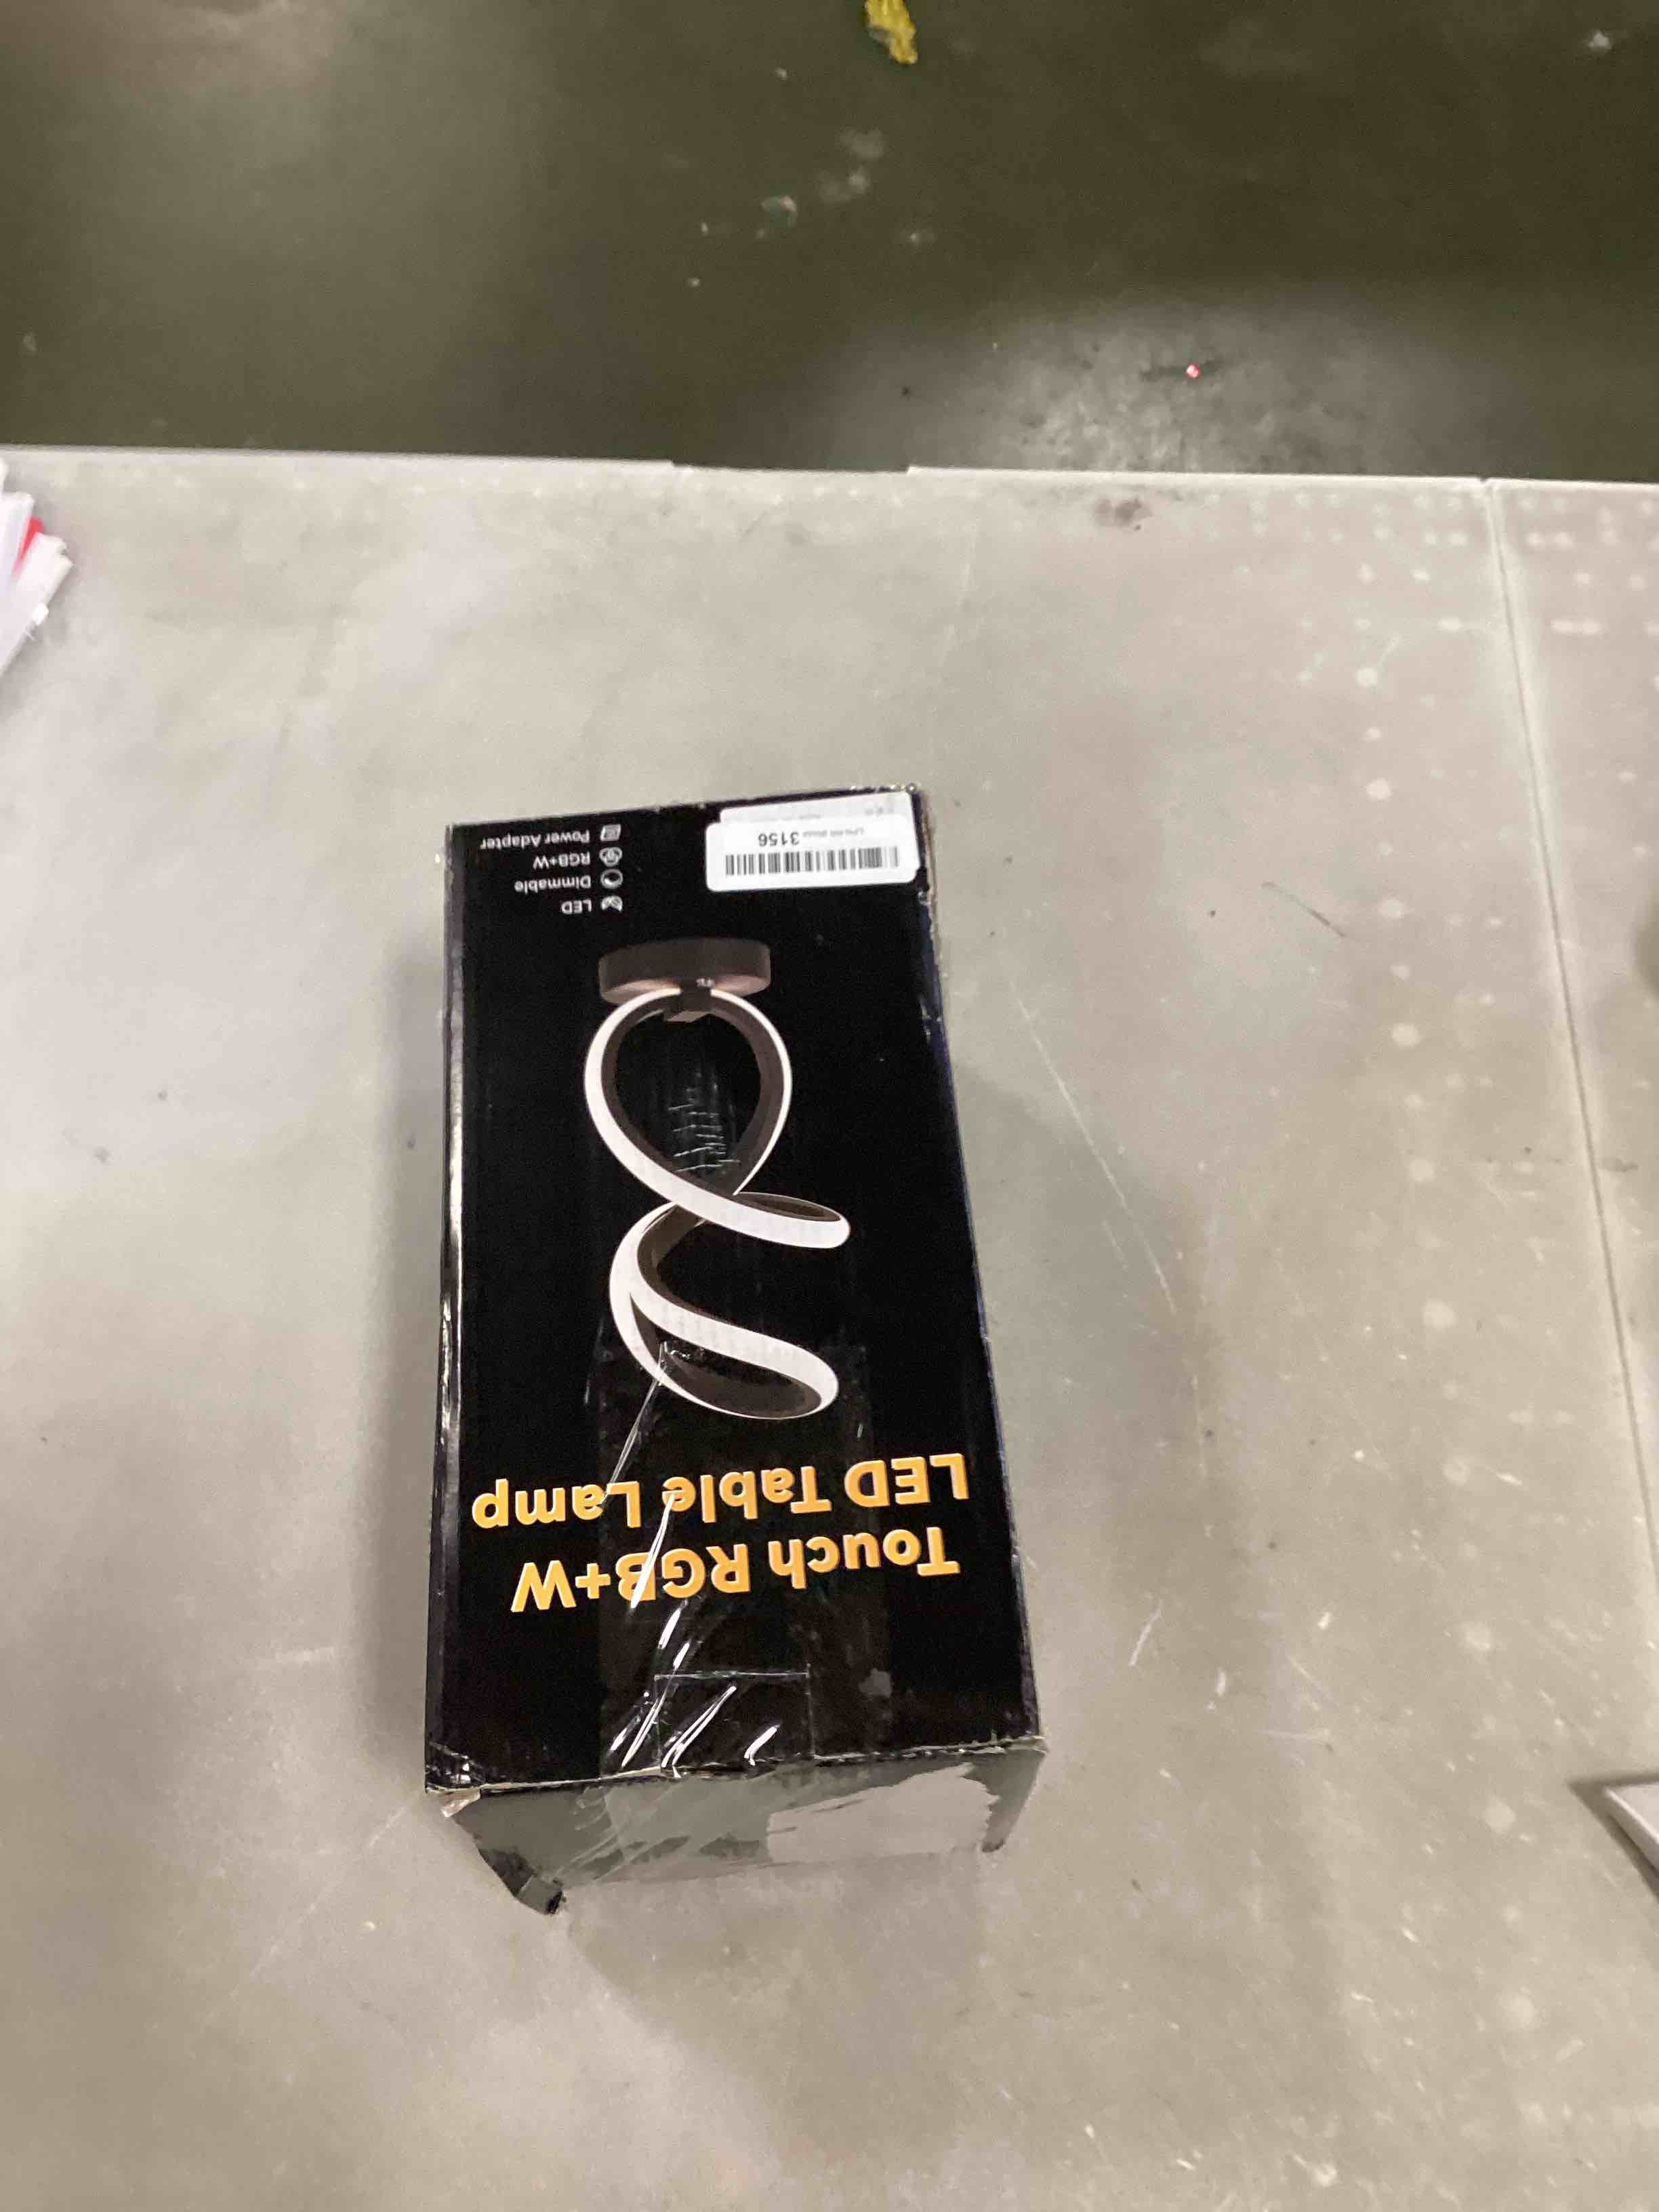 Touch RGB+W
LED Table Lamp
LED
Dimmable
RGB+W
Power Adapter
3156